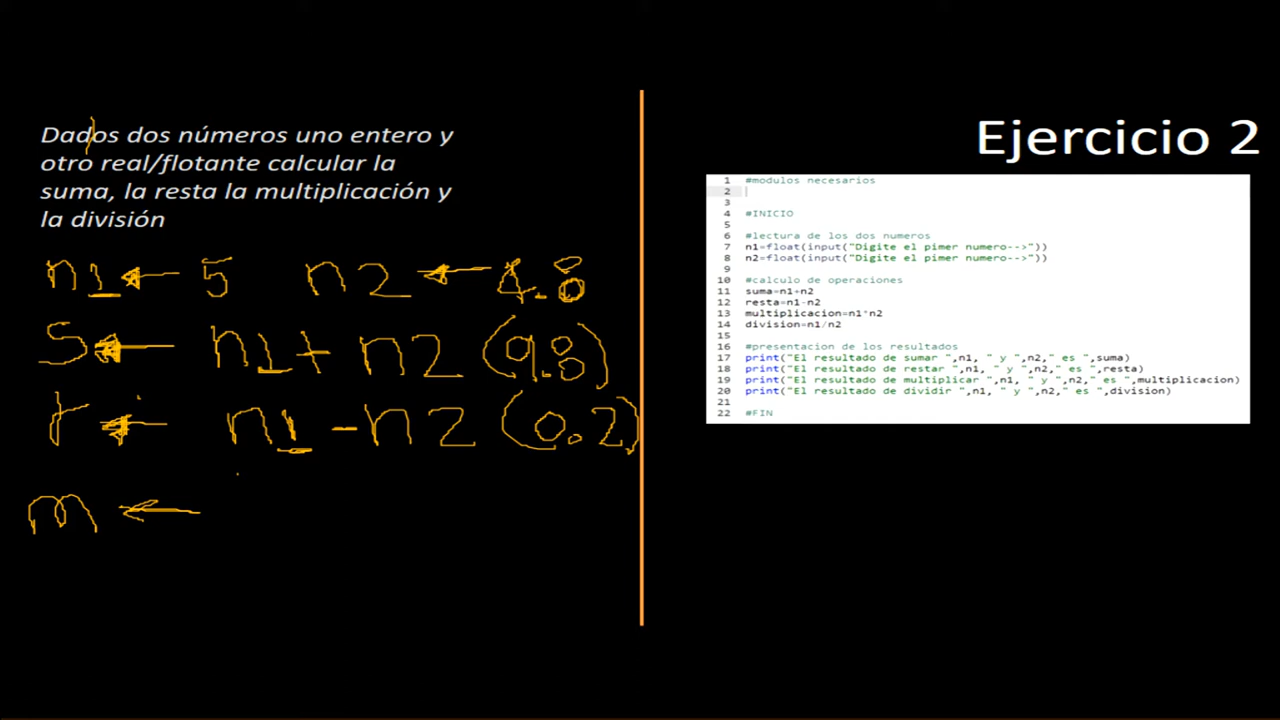 Dados dos números uno entero y
otro real/flotante calcular la
suma, la resta la multiplicación y
la división
n1 ← 5 n2 ← 4.8
S ← n1 + n2 (9.8)
r ← n1 - n2 (0.2)
m ←
Ejercicio 2
1 #modulos necesarios
2
3
4 #INICIO
5
6 #lectura de los dos numeros
7 n1=float(input("Digite el pimer numero-->"))
8 n2=float(input("Digite el pimer numero-->"))
9
10 #calculo de operaciones
11 suma=n1+n2
12 resta=n1-n2
13 multiplicacion=n1*n2
14 division=n1/n2
15
16 #presentacion de los resultados
17 print("El resultado de sumar ",n1, " y ",n2," es ",suma)
18 print("El resultado de restar ",n1, " y ",n2," es ",resta)
19 print("El resultado de multiplicar ",n1, " y ",n2," es ",multiplicacion)
20 print("El resultado de dividir ",n1, " y ",n2," es ",division)
21
22 #FIN